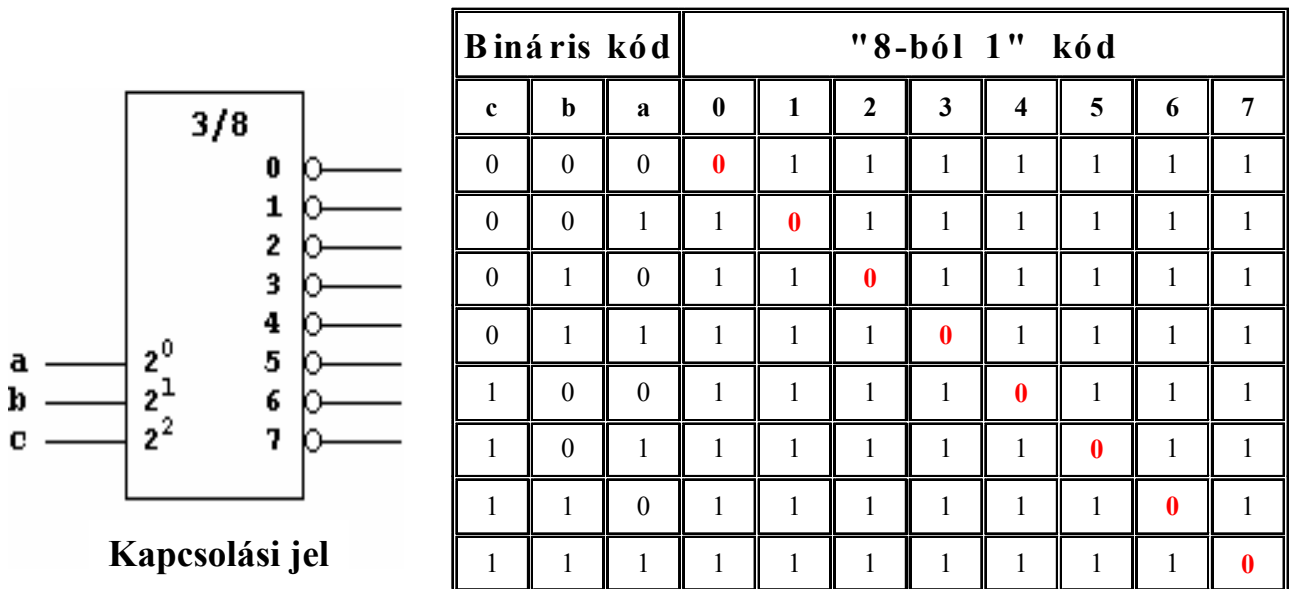 3/8
0
1
2
3
4
a 2^0 5
b 2^1 6
c 2^2 7
Kapcsolási jel
Bináris kód "8-ból 1" kód
c b a 0 1 2 3 4 5 6 7
0 0 0 0 1 1 1 1 1 1 1
0 0 1 1 0 1 1 1 1 1 1
0 1 0 1 1 0 1 1 1 1 1
0 1 1 1 1 1 0 1 1 1 1
1 0 0 1 1 1 1 0 1 1 1
1 0 1 1 1 1 1 1 0 1 1
1 1 0 1 1 1 1 1 1 0 1
1 1 1 1 1 1 1 1 1 1 0